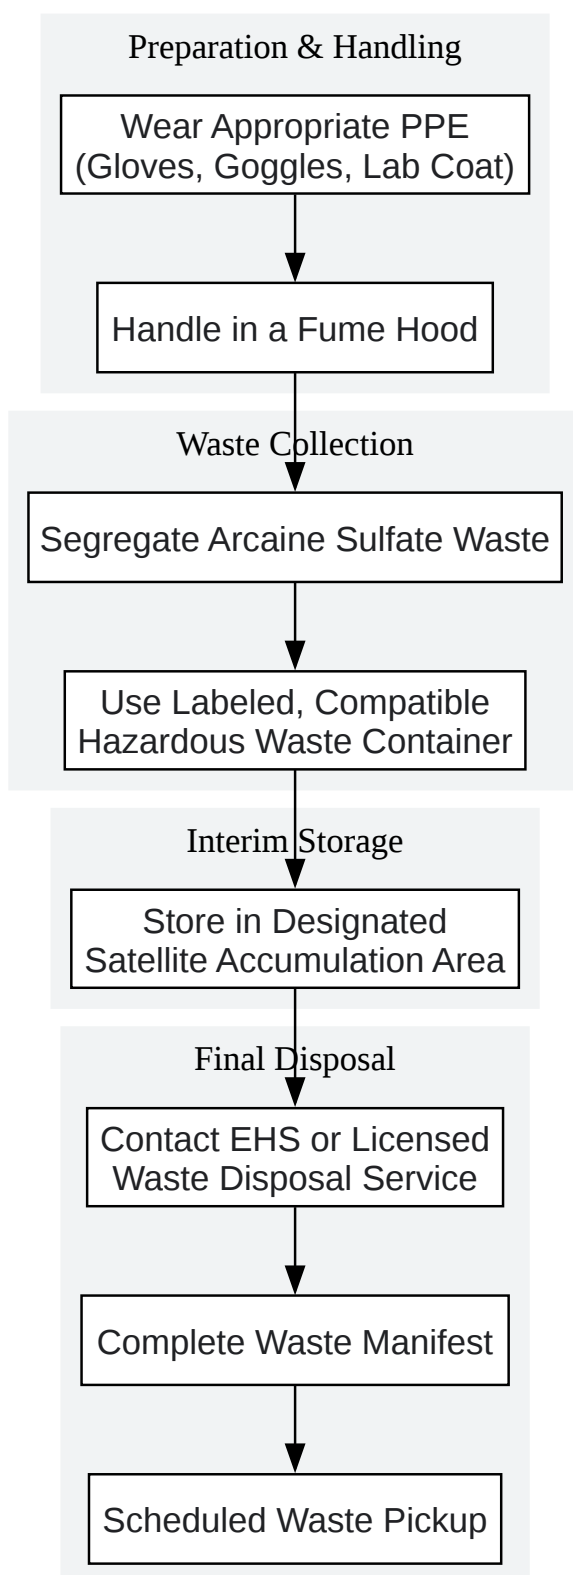 Preparation & Handling
Wear Appropriate PPE
(Gloves, Goggles, Lab Coat)
Handle in a Fume Hood
Waste Collection
Segregate Arcaine Sulfate Waste
Use Labeled, Compatible
Hazardous Waste Container
Interim Storage
Store in Designated
Satellite Accumulation Area
Final Disposal
Contact EHS or Licensed
Waste Disposal Service
Complete Waste Manifest
Scheduled Waste Pickup